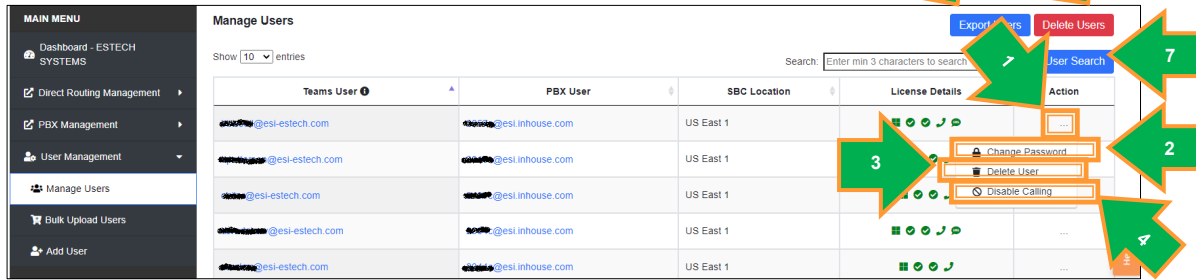 MAIN MENU
Dashboard - ESTECH
SYSTEMS
Direct Routing Management
PBX Management
User Management
Manage Users
Bulk Upload Users
Add User
Manage Users
Export
Delete Users
Show 10 entries
Search: Enter min 3 characters to search
User Search
1
7
Teams User
PBX User
SBC Location
License Details
Action
@esi-estech.com
@esi.inhouse.com
US East 1
...
@esi-estech.com
@esi.inhouse.com
US East 1
Change Password
2
3
Delete User
@esi-estech.com
@esi.inhouse.com
US East 1
Disable Calling
@esi-estech.com
@esi.inhouse.com
US East 1
...
4
@esi-estech.com
@esi.inhouse.com
US East 1
...